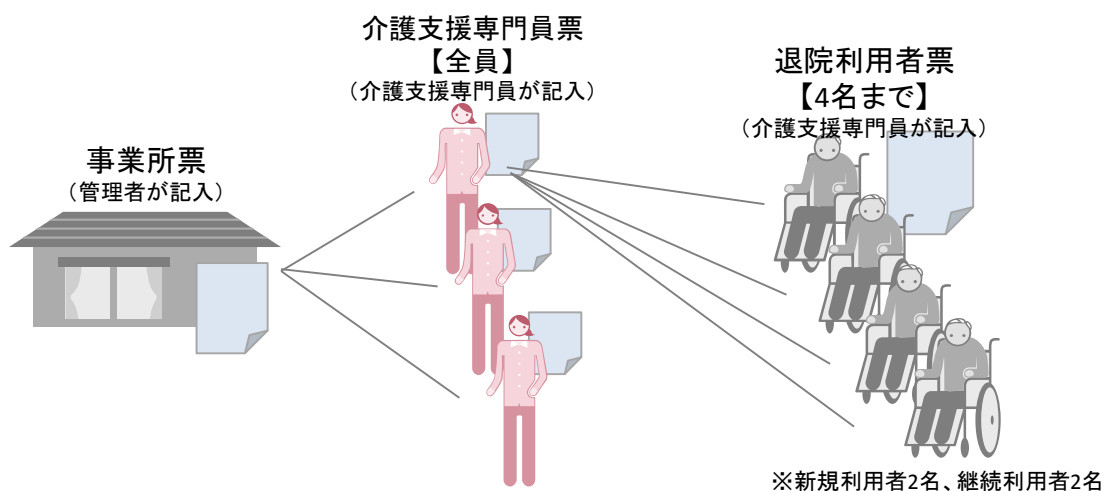 事業所票
（管理者が記入）
介護支援専門員票
【全員】
（介護支援専門員が記入）
退院利用者票
【4名まで】
（介護支援専門員が記入）
※新規利用者2名、継続利用者2名